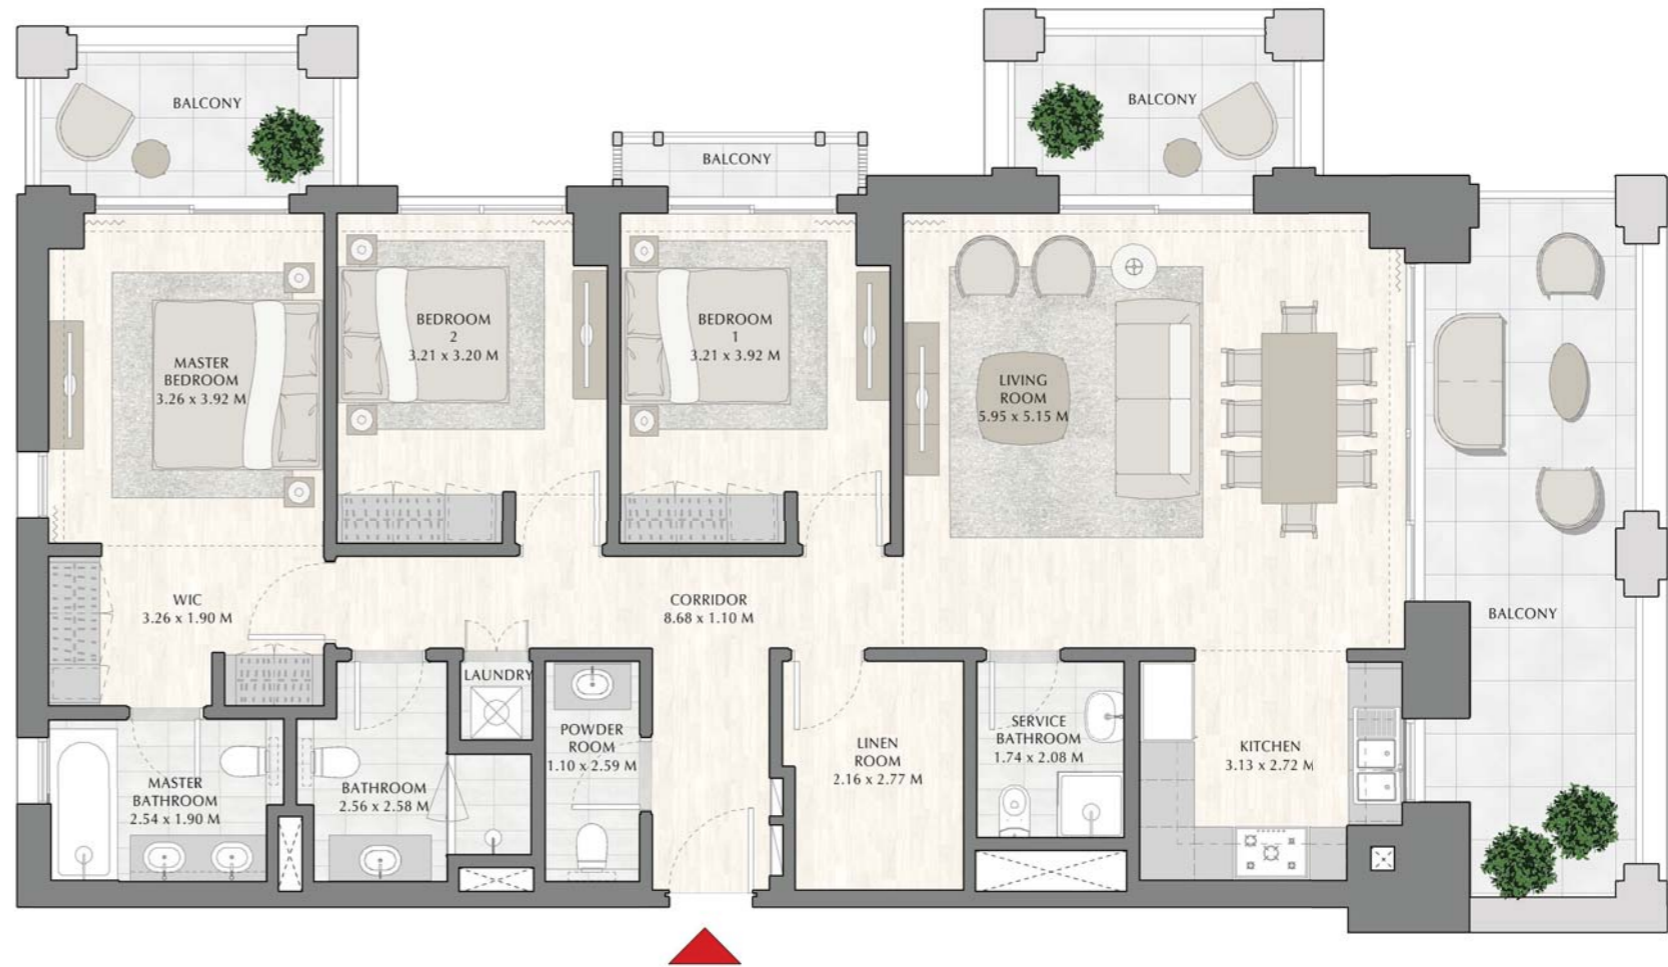 BALCONY
BALCONY
BALCONY
MASTER
BEDROOM
3.26 x 3.92 M
BEDROOM
2
3.21 x 3.20 M
BEDROOM
1
3.21 x 3.92 M
LIVING
ROOM
5.95 x 5.15 M
BALCONY
WIC
3.26 x 1.90 M
CORRIDOR
8.68 x 1.10 M
LAUNDRY
MASTER
BATHROOM
2.54 x 1.90 M
BATHROOM
2.56 x 2.58 M
POWDER
ROOM
1.10 x 2.59 M
LINEN
ROOM
2.16 x 2.77 M
SERVICE
BATHROOM
1.74 x 2.08 M
KITCHEN
3.13 x 2.72 M